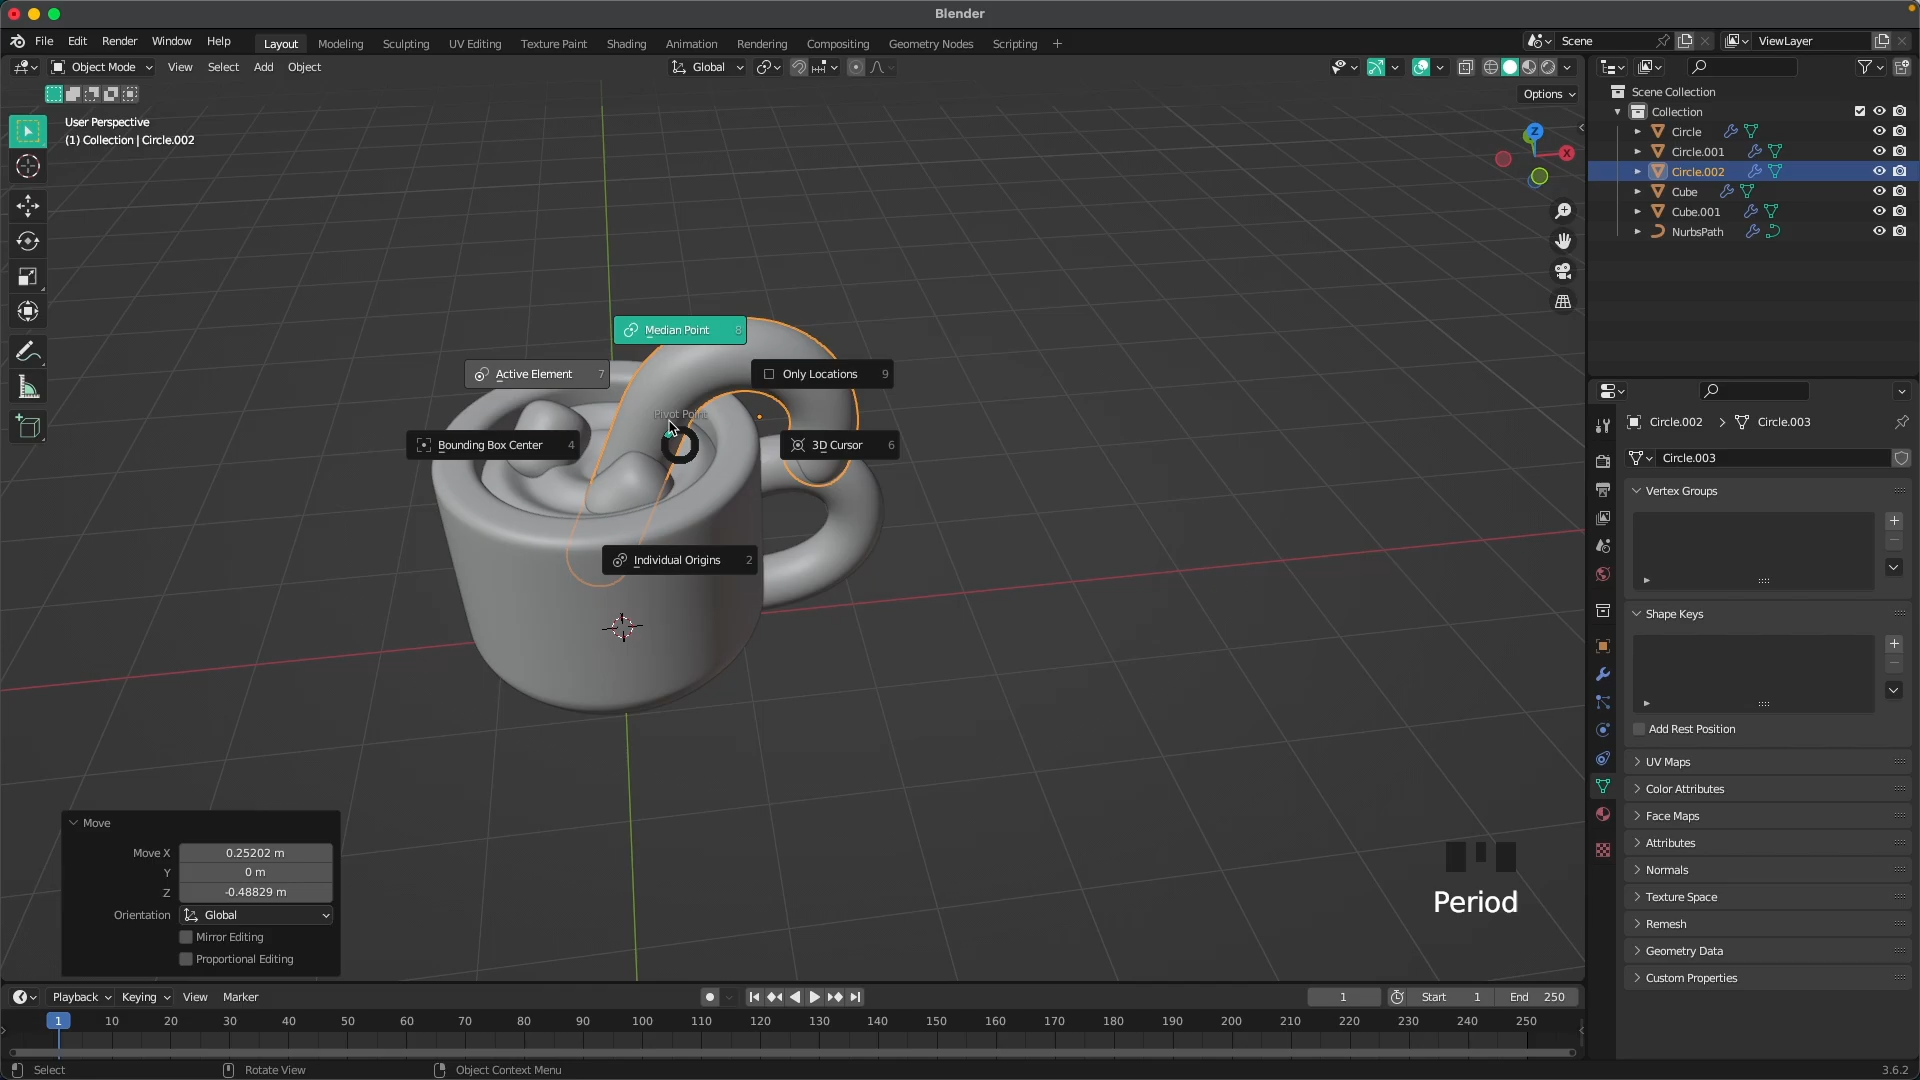 Blender
File Edit Render Window Help
Layout Modeling Sculpting UV Editing Texture Paint Shading Animation Rendering Compositing Geometry Nodes Scripting +
Scene
ViewLayer
Object Mode View Select Add Object
Global
Options
User Perspective
(1) Collection | Circle.002
Z
X
Median Point 8
Active Element 7
Only Locations 9
Pivot Point
Bounding Box Center 4
3D Cursor 6
Individual Origins 2
Scene Collection
Collection
Circle
Circle.001
Circle.002
Cube
Cube.001
NurbsPath
Circle.002 > Circle.003
Circle.003
Vertex Groups
Shape Keys
Add Rest Position
UV Maps
Color Attributes
Face Maps
Attributes
Normals
Texture Space
Remesh
Geometry Data
Custom Properties
Move
Move X 0.25202 m
Y 0 m
Z -0.48829 m
Orientation Global
Mirror Editing
Proportional Editing
Period
Playback Keying View Marker
1
Start 1
End 250
1 10 20 30 40 50 60 70 80 90 100 110 120 130 140 150 160 170 180 190 200 210 220 230 240 250
Select
Rotate View
Object Context Menu
3.6.2